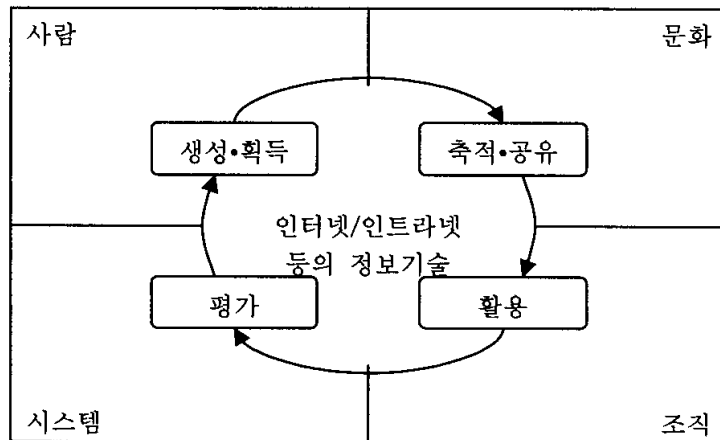 사람
문화
생성•획득
축적•공유
인터넷/인트라넷
등의 정보기술
평가
활용
시스템
조직